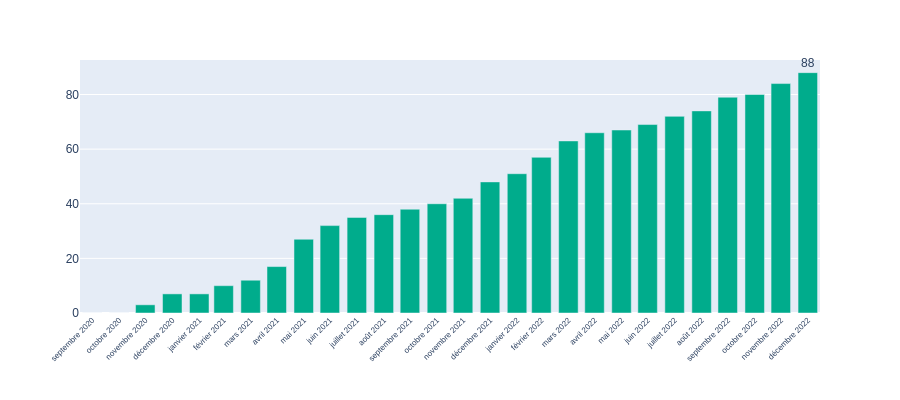 88
80
60
40
20
0
septembre 2020
octobre 2020
novembre 2020
décembre 2020
janvier 2021
février 2021
mars 2021
avril 2021
mai 2021
juin 2021
juillet 2021
août 2021
septembre 2021
octobre 2021
novembre 2021
décembre 2021
janvier 2022
février 2022
mars 2022
avril 2022
mai 2022
juin 2022
juillet 2022
août 2022
septembre 2022
octobre 2022
novembre 2022
décembre 2022